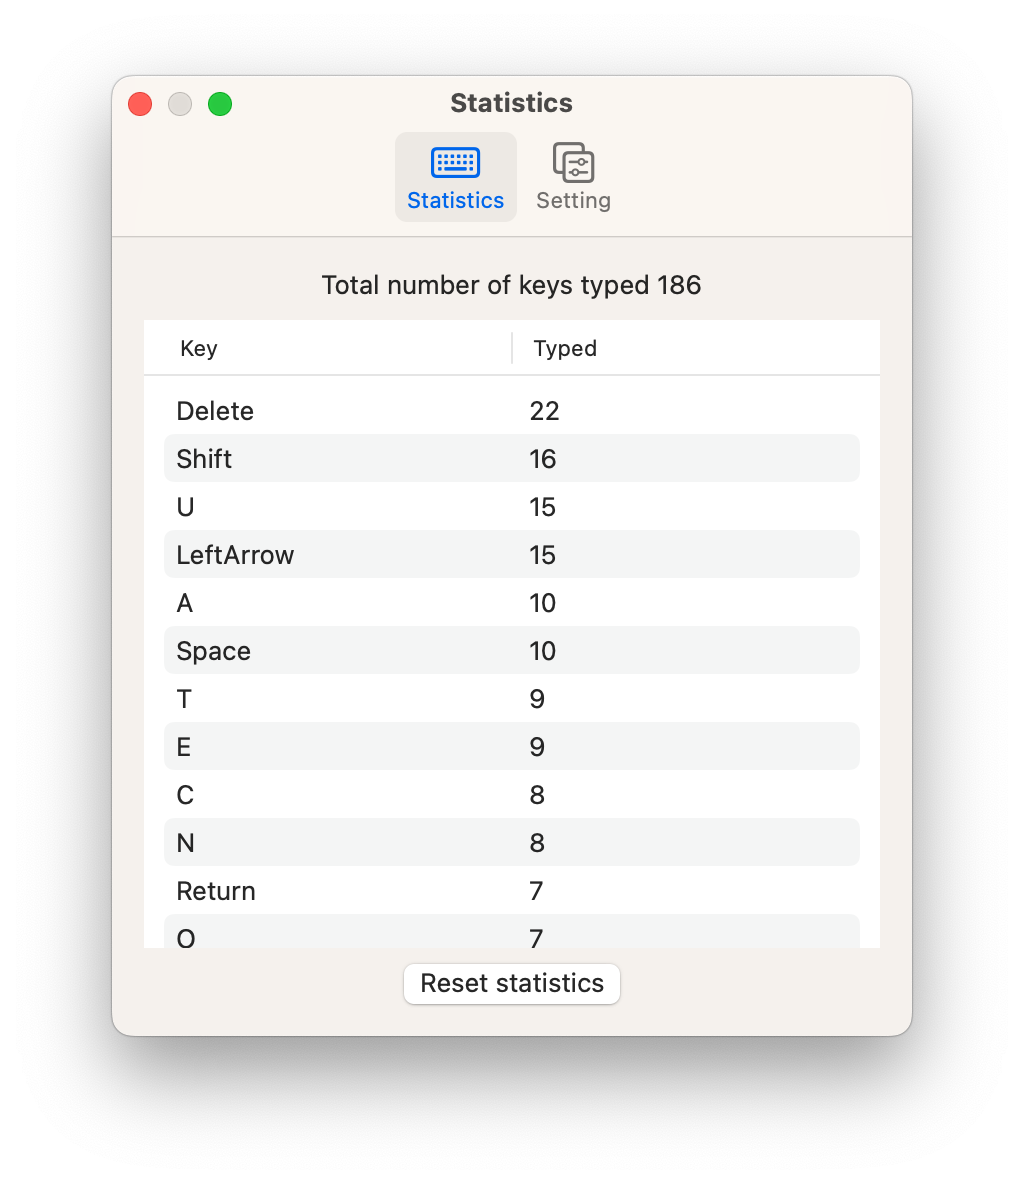 Statistics
Statistics Setting
Total number of keys typed 186
Key Typed
Delete 22
Shift 16
U 15
LeftArrow 15
A 10
Space 10
T 9
E 9
C 8
N 8
Return 7
O 7
Reset statistics